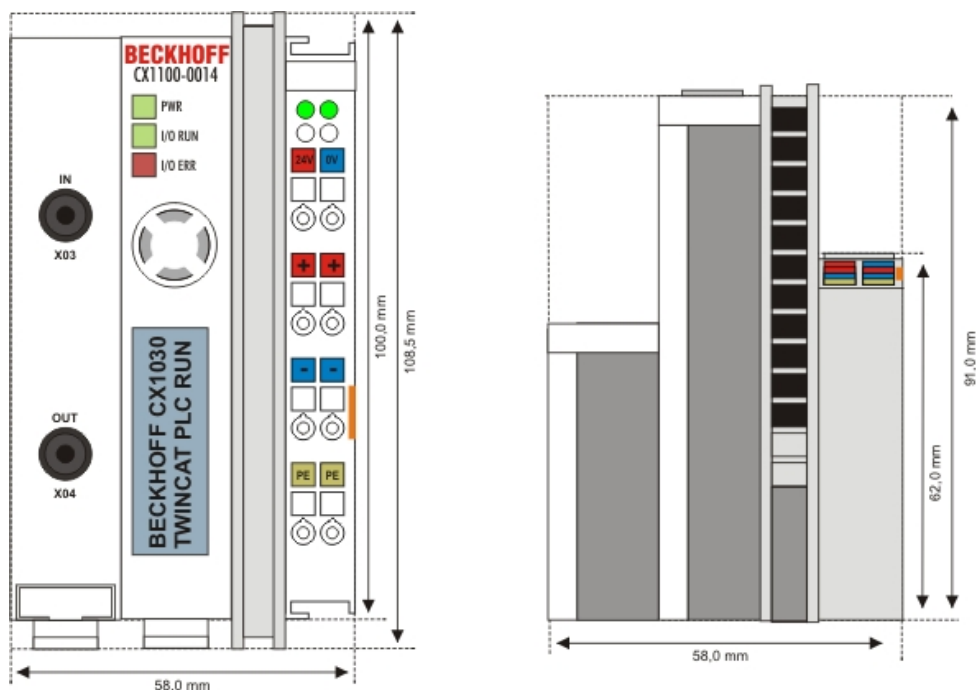 BECKHOFF
CX1100-0014
PWR
I/O RUN
I/O ERR
IN
X03
OUT
X04
BECKHOFF CX1030
TWINCAT PLC RUN
24V 0V
+ +
- -
PE PE
100,0 mm
108,5 mm
58,0 mm
91,0 mm
62,0 mm
58,0 mm